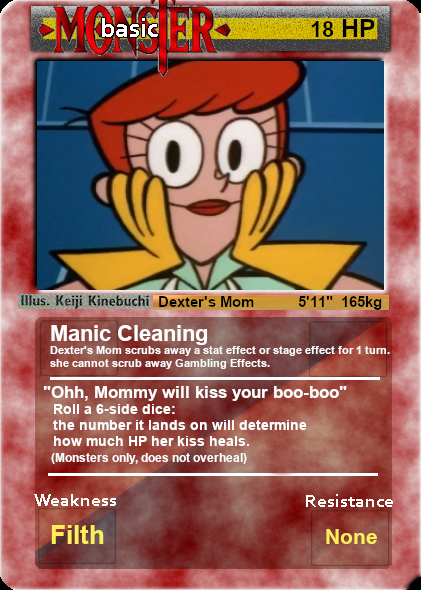 MONSTER
basic
18 HP
Illus. Keiji Kinebuchi Dexter's Mom 5'11" 165kg
Manic Cleaning
Dexter's Mom scrubs away a stat effect or stage effect for 1 turn.
she cannot scrub away Gambling Effects.
"Ohh, Mommy will kiss your boo-boo"
Roll a 6-side dice:
the number it lands on will determine
how much HP her kiss heals.
(Monsters only, does not overheal)
Weakness Resistance
Filth None